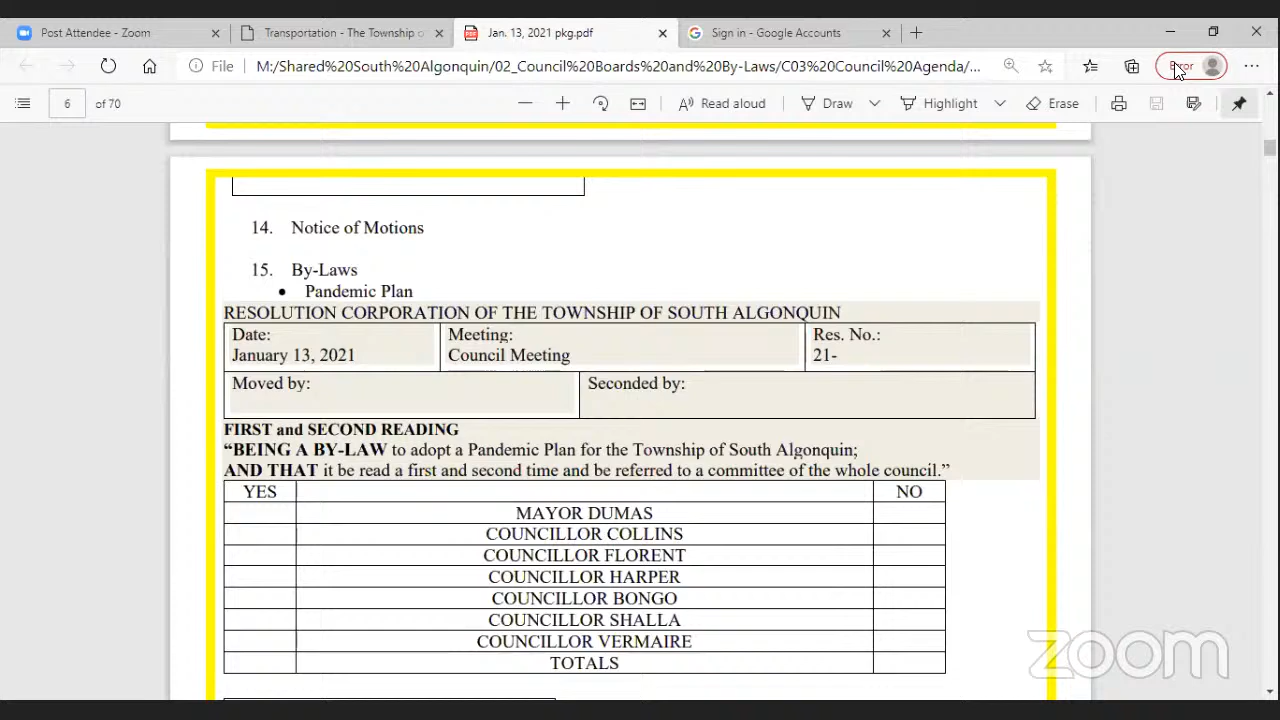 Post Attendee - Zoom
Transportation - The Township o
Jan. 13, 2021 pkg.pdf
Sign in - Google Accounts
File
M:/Shared%20South%20Algonquin/02_Council%20Boards%20and%20By-Laws/C03%20Council%20Agenda/...
Error
6 of 70
Read aloud
Draw
Highlight
Erase
14. Notice of Motions
15. By-Laws
• Pandemic Plan
RESOLUTION CORPORATION OF THE TOWNSHIP OF SOUTH ALGONQUIN
Date: Meeting: Res. No.:
January 13, 2021 Council Meeting 21-
Moved by: Seconded by:
FIRST and SECOND READING
“BEING A BY-LAW to adopt a Pandemic Plan for the Township of South Algonquin;
AND THAT it be read a first and second time and be referred to a committee of the whole council.”
YES NO
MAYOR DUMAS
COUNCILLOR COLLINS
COUNCILLOR FLORENT
COUNCILLOR HARPER
COUNCILLOR BONGO
COUNCILLOR SHALLA
COUNCILLOR VERMAIRE
TOTALS
zoom